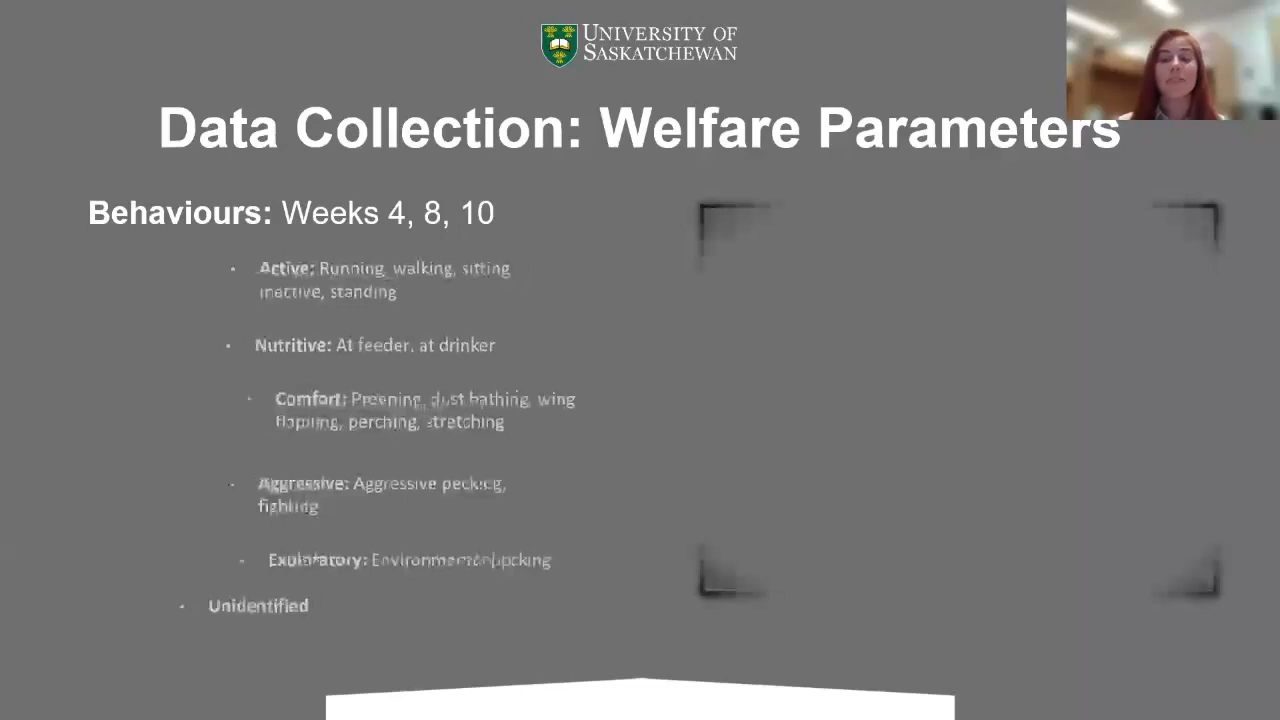 UNIVERSITY OF
SASKATCHEWAN
Data Collection: Welfare Parameters
Behaviours: Weeks 4, 8, 10
• Active: Running, walking, sitting
inactive, standing
• Nutritive: At feeder, at drinker
• Comfort: Preening, dust bathing, wing
flapping, perching, stretching
• Aggressive: Aggressive pecking,
fighting
• Exploratory: Environmental pecking
• Unidentified